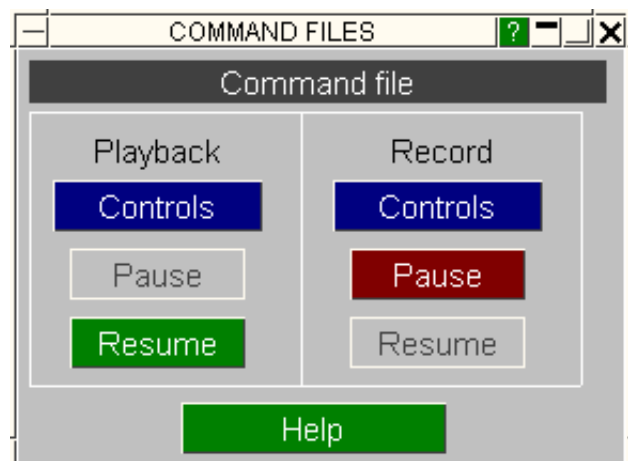 COMMAND FILES ?
Command file
Playback Record
Controls Controls
Pause Pause
Resume Resume
Help